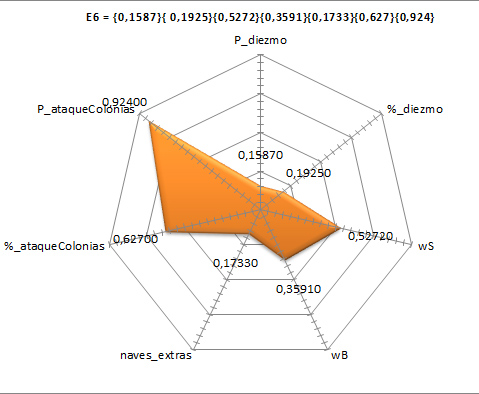 E6 = {0,1587}{ 0,1925}{0,5272}{0,3591}{0,1733}{0,627}{0,924}
P_diezmo
P_ataqueColonias
0,92400
%_diezmo
0,15870
0,19250
%_ataqueColonias
0,62700
0,52720
wS
0,17330
0,35910
naves_extras
wB